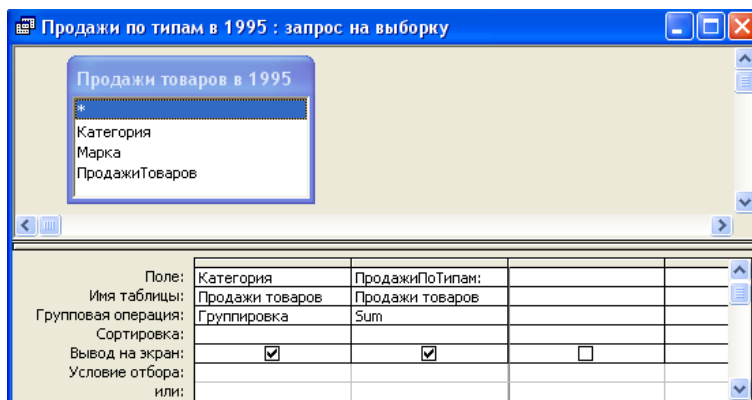 Продажи по типам в 1995 : запрос на выборку
Продажи товаров в 1995
*
Категория
Марка
ПродажиТоваров
Поле: Категория ПродажиПоТипам:
Имя таблицы: Продажи товаров Продажи товаров
Групповая операция: Группировка Sum
Сортировка:
Вывод на экран:
Условие отбора:
или: